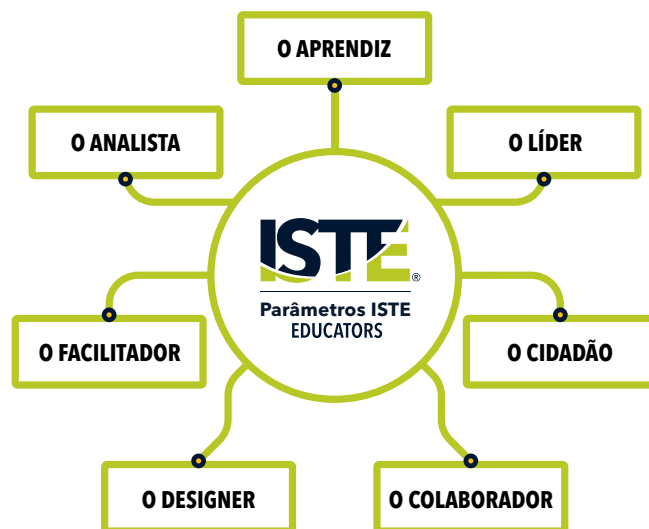 O APRENDIZ
O ANALISTA
O LÍDER
ISTE®
Parâmetros ISTE
EDUCATORS
O FACILITADOR
O CIDADÃO
O DESIGNER
O COLABORADOR